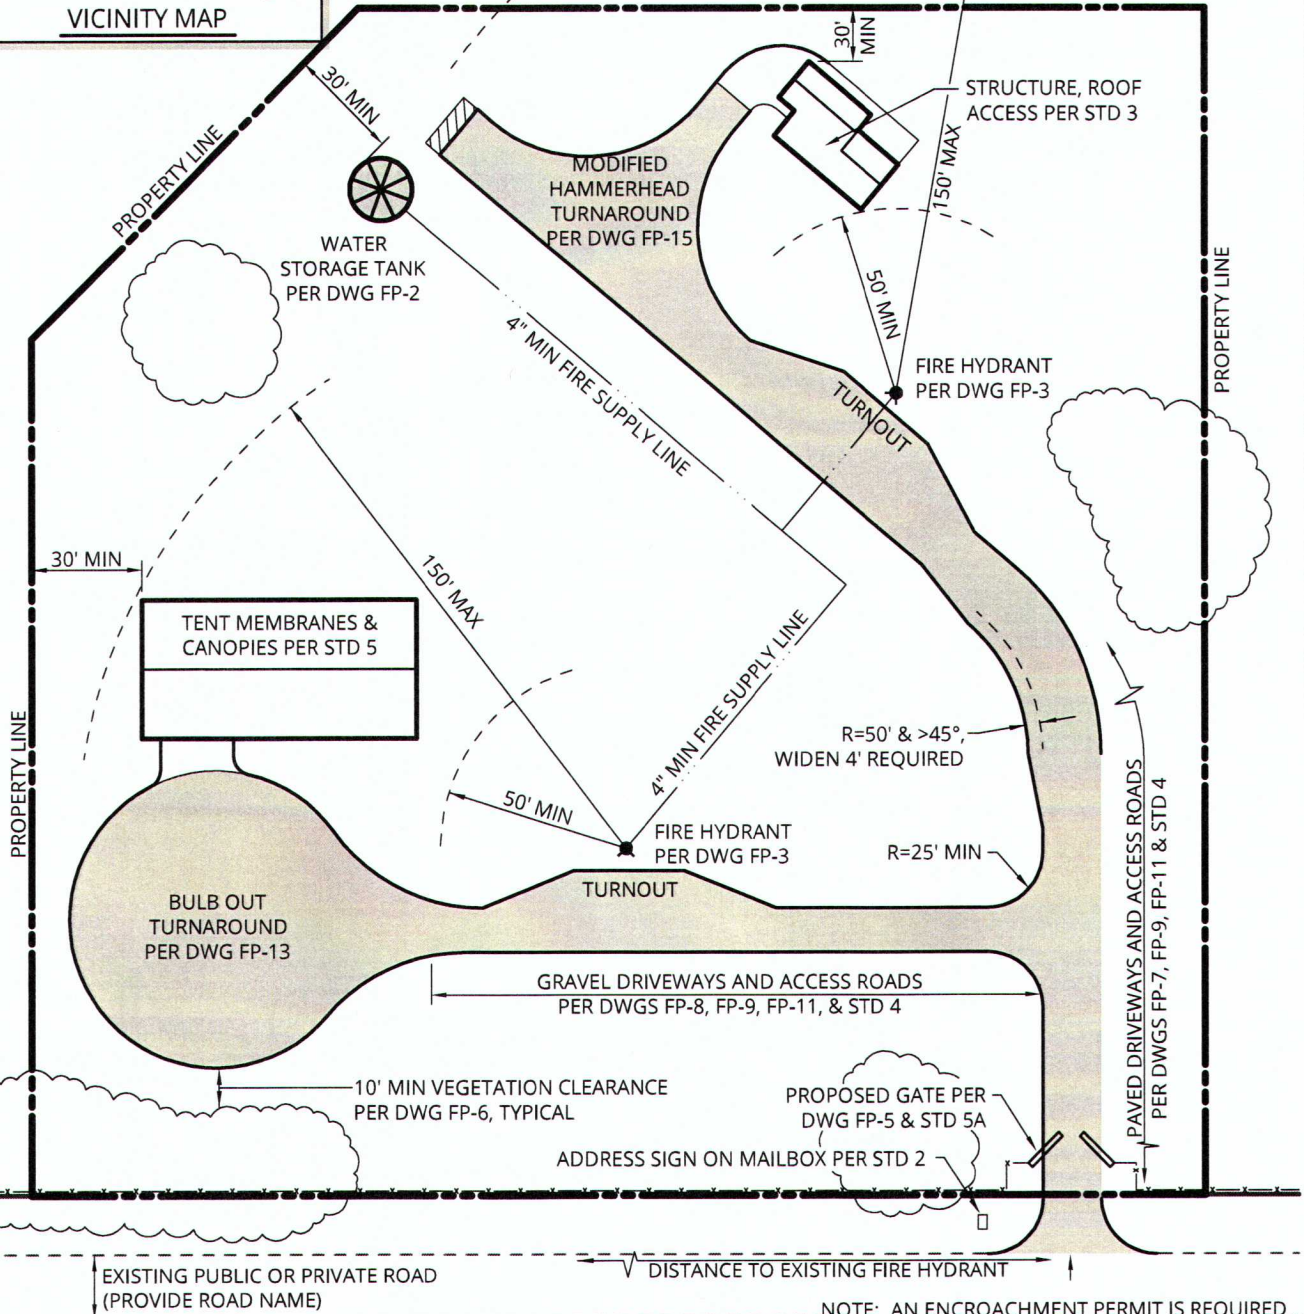 VICINITY MAP
30' MIN
30' MIN
STRUCTURE, ROOF
ACCESS PER STD 3
PROPERTY LINE
150' MAX
MODIFIED
HAMMERHEAD
TURNAROUND
PER DWG FP-15
WATER
STORAGE TANK
PER DWG FP-2
50' MIN
PROPERTY LINE
4" MIN FIRE SUPPLY LINE
FIRE HYDRANT
PER DWG FP-3
TURNOUT
30' MIN
150' MAX
TENT MEMBRANES &
CANOPIES PER STD 5
4" MIN FIRE SUPPLY LINE
PROPERTY LINE
R=50' & >45°,
WIDEN 4' REQUIRED
50' MIN
FIRE HYDRANT
PER DWG FP-3
R=25' MIN
TURNOUT
PAVED DRIVEWAYS AND ACCESS ROADS
PER DWGS FP-7, FP-9, FP-11 & STD 4
BULB OUT
TURNAROUND
PER DWG FP-13
GRAVEL DRIVEWAYS AND ACCESS ROADS
PER DWGS FP-8, FP-9, FP-11, & STD 4
10' MIN VEGETATION CLEARANCE
PER DWG FP-6, TYPICAL
PROPOSED GATE PER
DWG FP-5 & STD 5A
ADDRESS SIGN ON MAILBOX PER STD 2
DISTANCE TO EXISTING FIRE HYDRANT
EXISTING PUBLIC OR PRIVATE ROAD
(PROVIDE ROAD NAME)
NOTE: AN ENCROACHMENT PERMIT IS REQUIRED